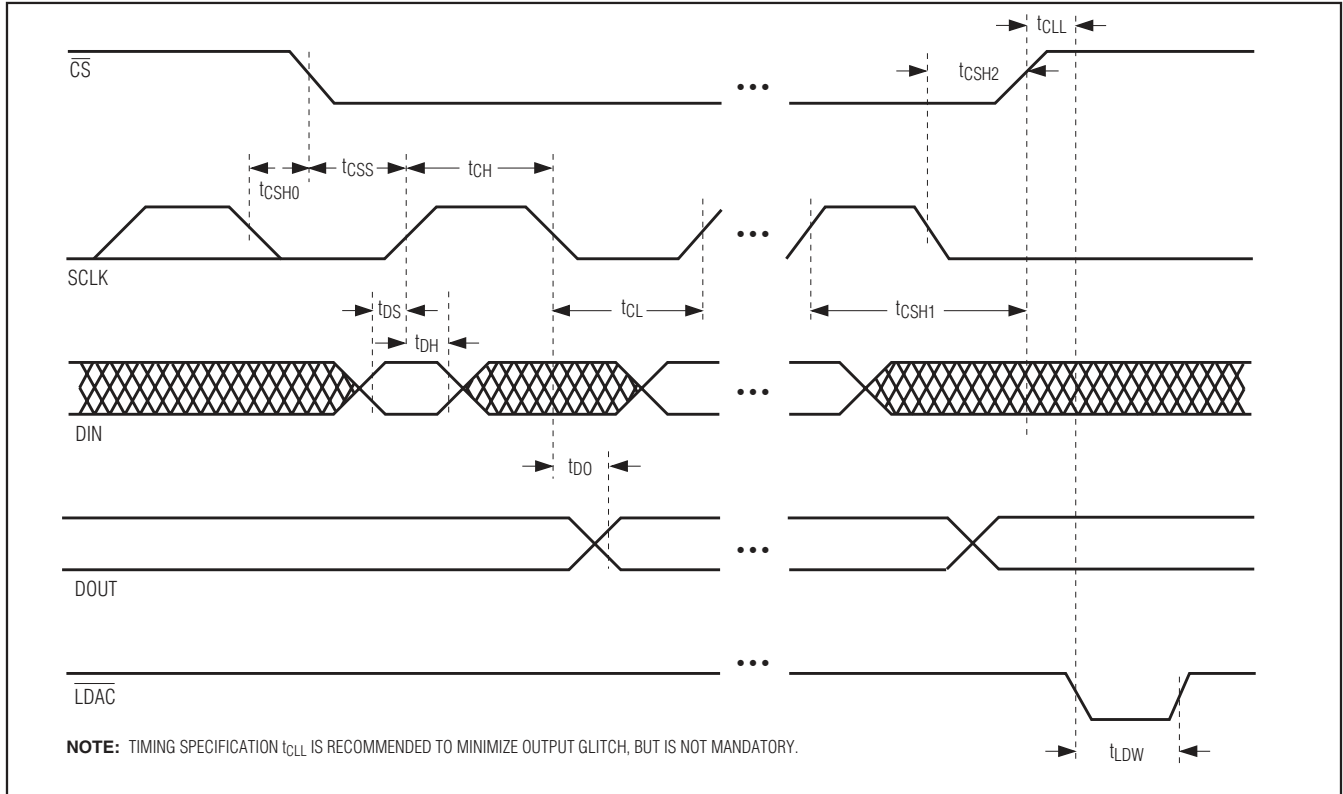 tCLL
CS
tCSH2
•••
tCSH0
tCSS
tCH
SCLK
•••
tDS
tCL
tCSH1
tDH
DIN
•••
tDO
DOUT
•••
LDAC
•••
NOTE: TIMING SPECIFICATION tCLL IS RECOMMENDED TO MINIMIZE OUTPUT GLITCH, BUT IS NOT MANDATORY.
tLDW